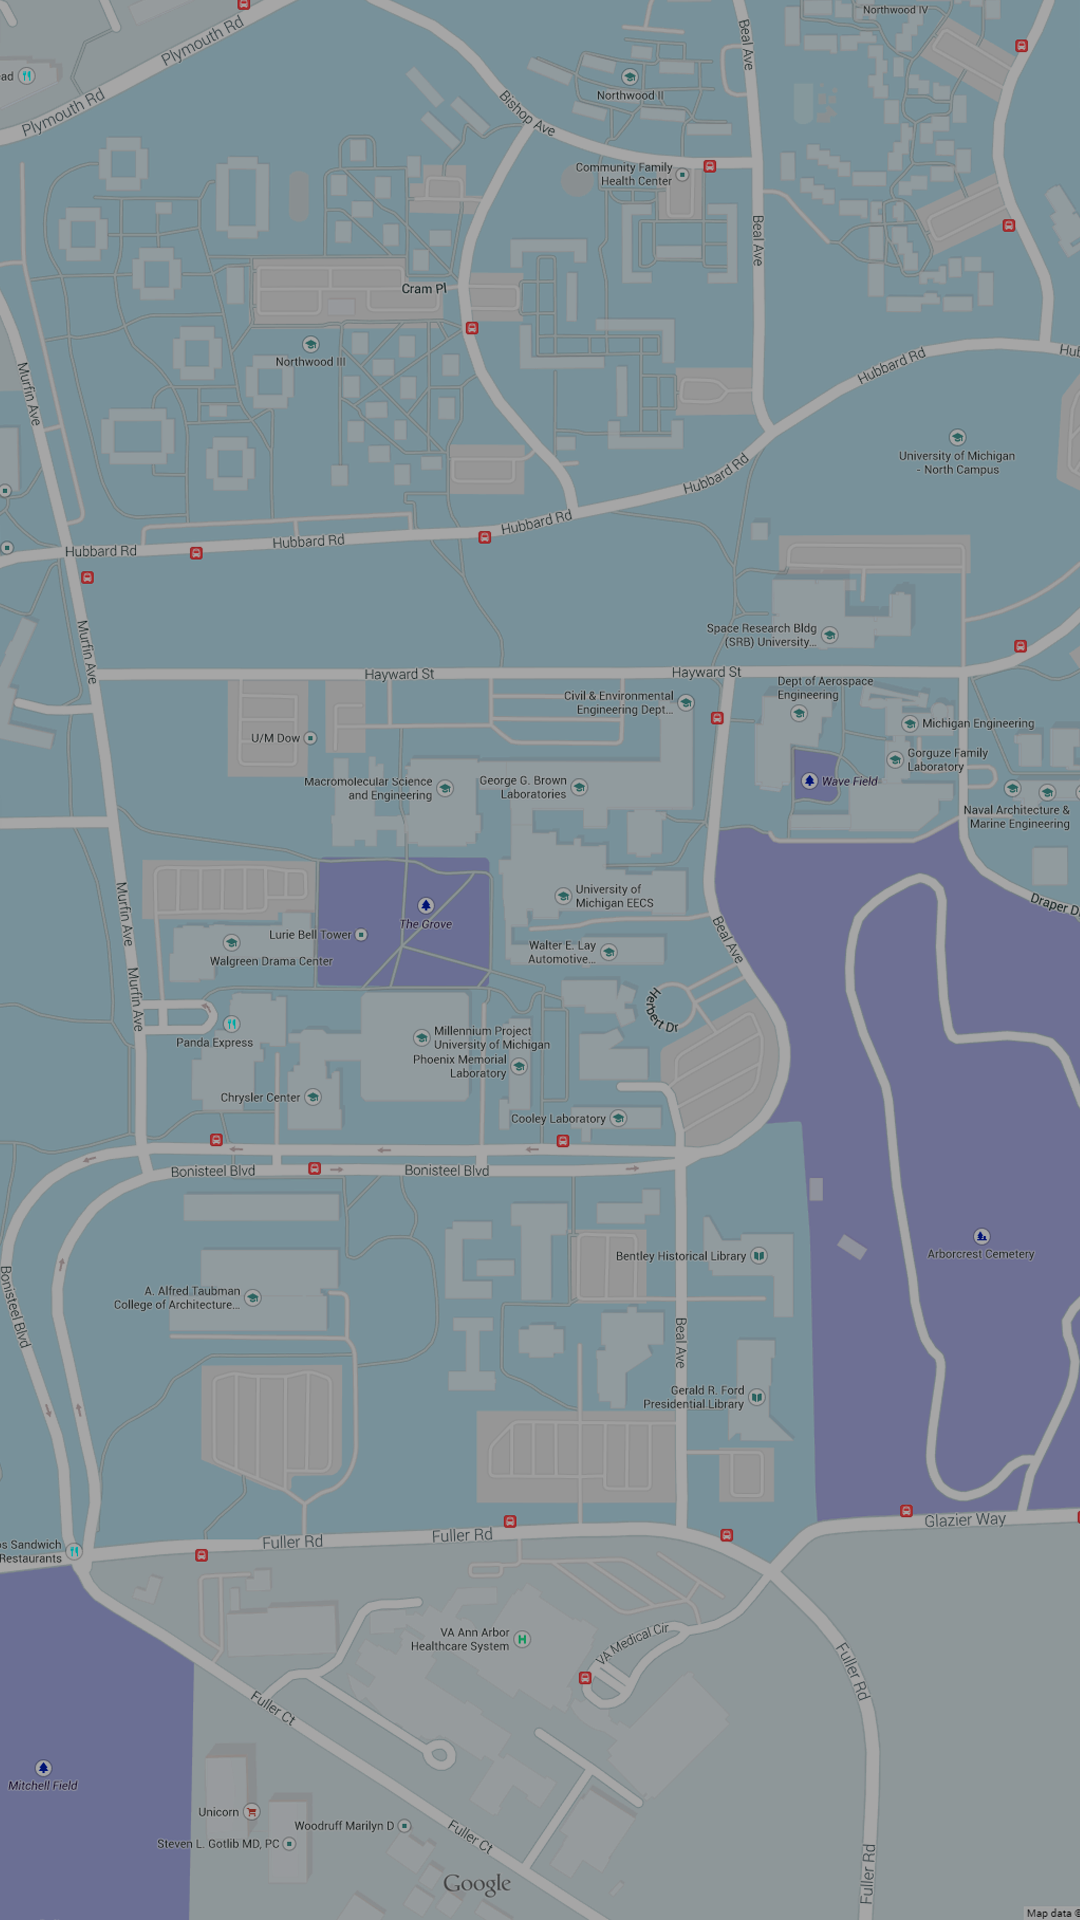 Northwood IV
Plymouth Rd
Beal Ave
ad
Plymouth Rd
Northwood II
Bishop Ave
Community Family
Health Center
Beal Ave
Cram Pl
Northwood III
Hubbard Rd
Murfin Ave
University of Michigan
- North Campus
Hubbard Rd
Hubbard Rd
Hubbard Rd
Hubbard Rd
Murfin Ave
Space Research Bldg
(SRB) University...
Hayward St
Hayward St
Dept of Aerospace
Engineering
Civil & Environmental
Engineering Dept...
Michigan Engineering
U/M Dow
Gorguze Family
Laboratory
Macromolecular Science
and Engineering
George G. Brown
Laboratories
Wave Field
Naval Architecture &
Marine Engineering
University of
Michigan EECS
Murfin Ave
The Grove
Draper D
Lurie Bell Tower
Walgreen Drama Center
Walter E. Lay
Automotive...
Beal Ave
Murfin Ave
Herbert Dr
Panda Express
Millennium Project
University of Michigan
Phoenix Memorial
Laboratory
Chrysler Center
Cooley Laboratory
Bonisteel Blvd
Bonisteel Blvd
Arborcrest Cemetery
Bentley Historical Library
A. Alfred Taubman
College of Architecture...
Bonisteel Blvd
Beal Ave
Gerald R. Ford
Presidential Library
Glazier Way
Fuller Rd
Fuller Rd
os Sandwich
Restaurants
VA Ann Arbor
Healthcare System
VA Medical Cir
Fuller Rd
Fuller Ct
Mitchell Field
Unicorn
Woodruff Marilyn D
Steven L. Gotlib MD, PC
Fuller Ct
Fuller Rd
Google
Map data ©